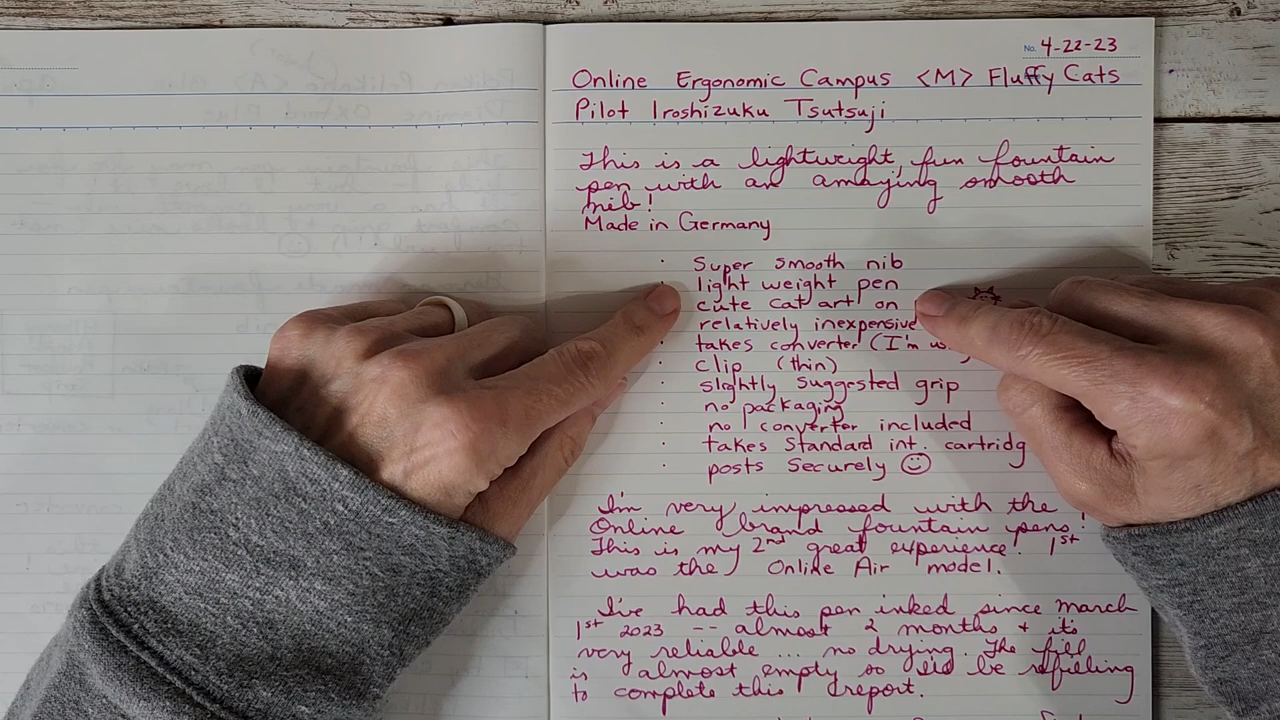 No. 4-22-23
Online Ergonomic Campus <M> Fluffy Cats
Pilot Iroshizuku Tsutsuji
This is a lightweight, fun fountain
pen with an amazing smooth
nib!
Made in Germany
· Super smooth nib
· light weight pen
cute cat art on
relatively inexpensive
· takes converter (I'm
· clip (thin)
· slightly suggested grip
· no packaging
· no converter included
· takes Standard int. cartridg
· posts Securely ☺
I'm very impressed with the
Online brand fountain pens!
This is my 2nd great experience! 1st
was the Online Air model.
I've had this pen inked since march
1st 2023 -- almost 2 months + it's
very reliable ... no drying. The fill
is almost empty so I'll be refilling
to complete this report.